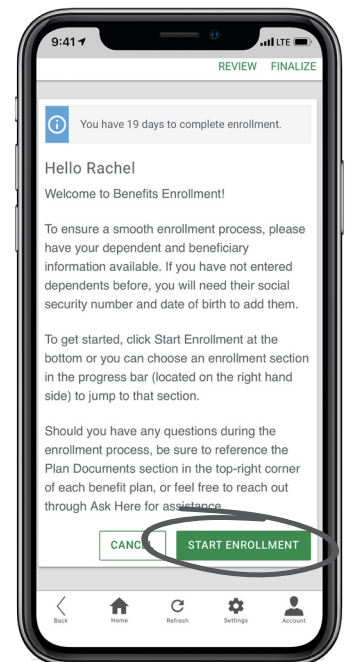 9:41 LTE
REVIEW FINALIZE
You have 19 days to complete enrollment.
Hello Rachel
Welcome to Benefits Enrollment!
To ensure a smooth enrollment process, please
have your dependent and beneficiary
information available. If you have not entered
dependents before, you will need their social
security number and date of birth to add them.
To get started, click Start Enrollment at the
bottom or you can choose an enrollment section
in the progress bar (located on the right hand
side) to jump to that section.
Should you have any questions during the
enrollment process, be sure to reference the
Plan Documents section in the top-right corner
of each benefit plan, or feel free to reach out
through Ask Here for assistance
CANCEL START ENROLLMENT
Back Home Refresh Settings Account